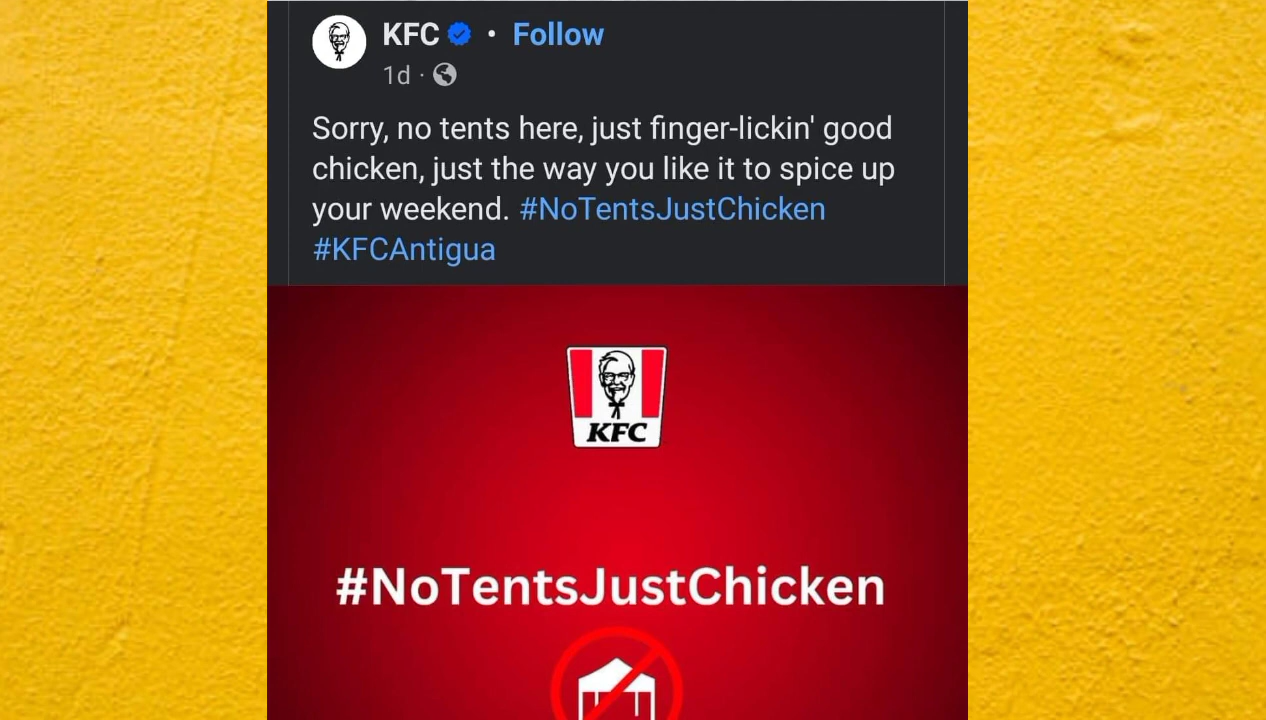 KFC • Follow
1d ·
Sorry, no tents here, just finger-lickin' good
chicken, just the way you like it to spice up
your weekend. #NoTentsJustChicken
#KFCAntigua
KFC
#NoTentsJustChicken